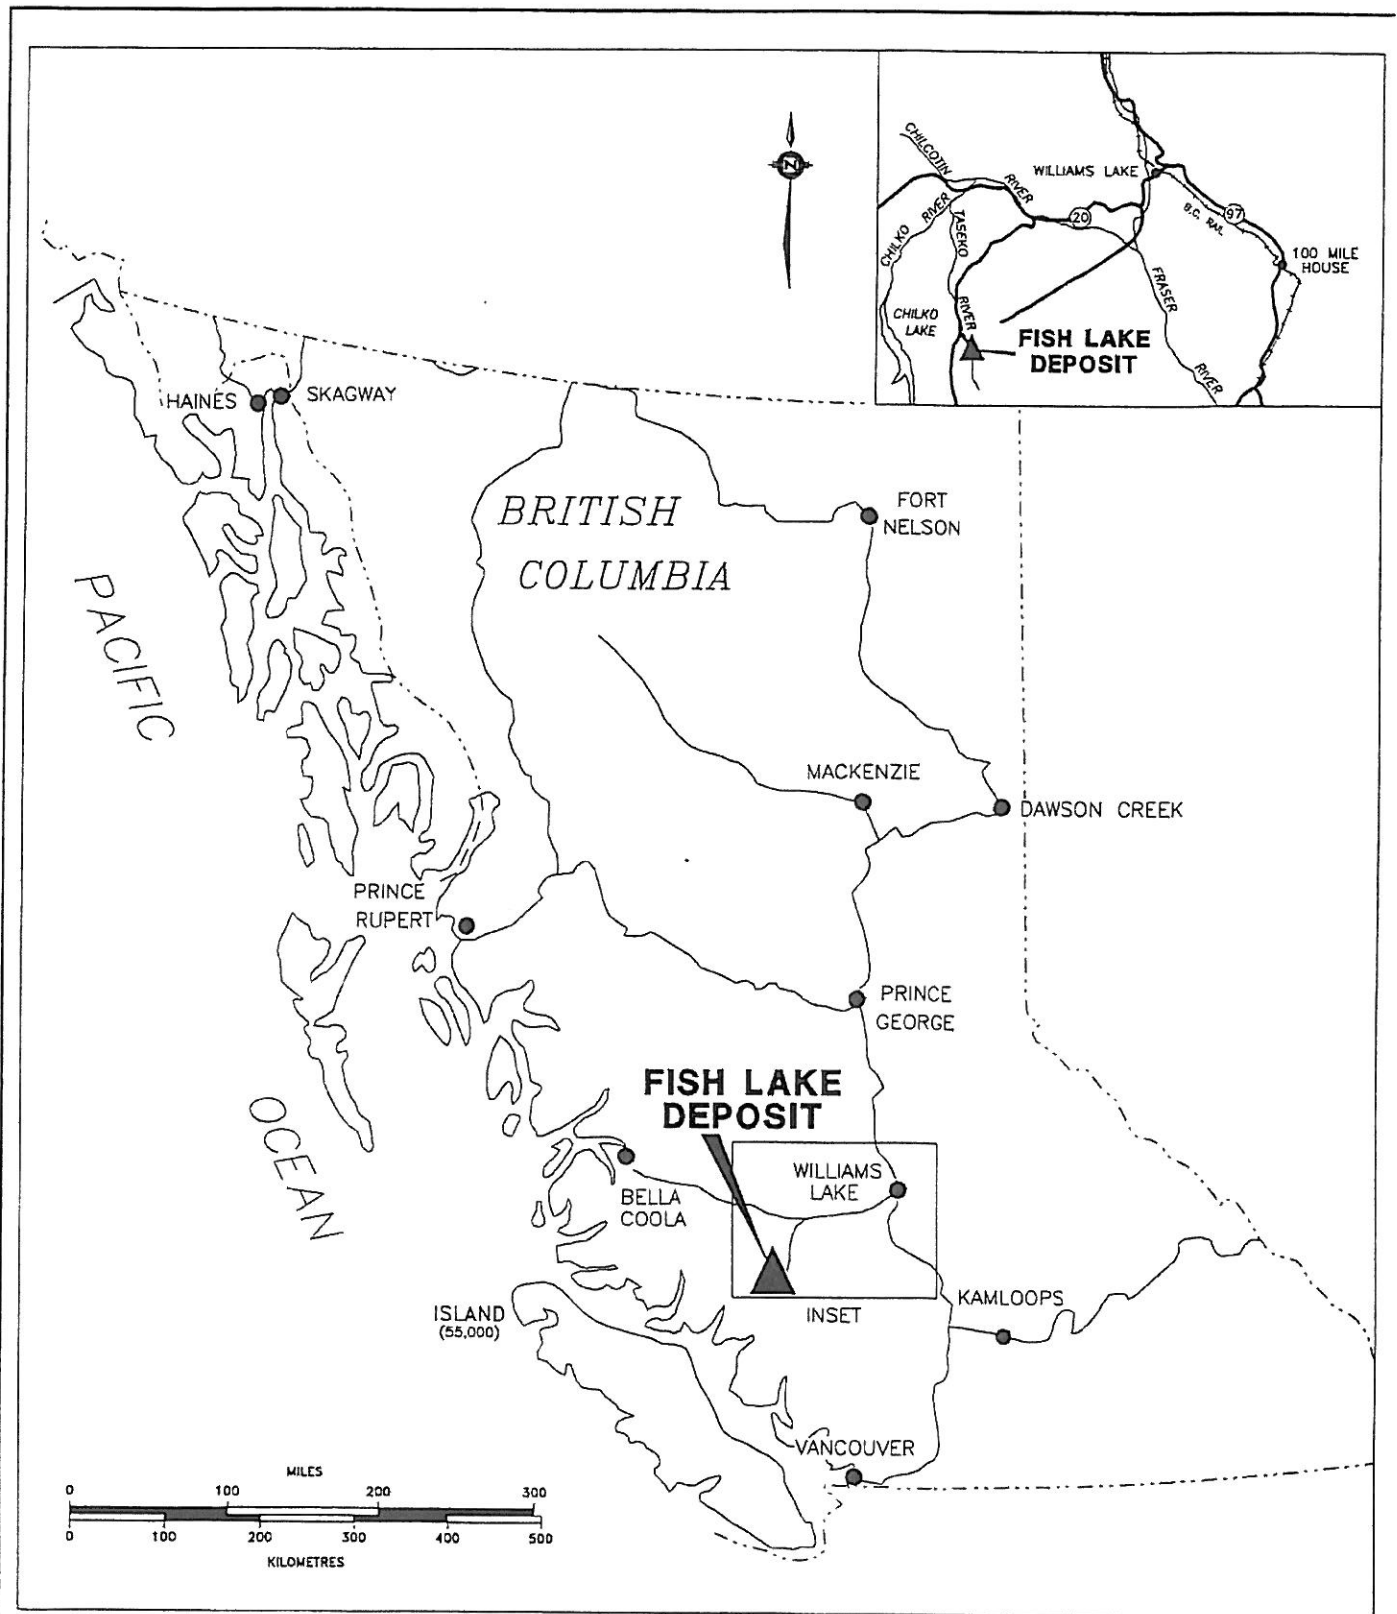 N
CHILCOTIN
RIVER
WILLIAMS LAKE
97
B.C. RAIL
20
CHILKO
RIVER
TASEKO
RIVER
100 MILE
HOUSE
FRASER
RIVER
CHILKO
LAKE
FISH LAKE
DEPOSIT
HAINES
SKAGWAY
BRITISH
COLUMBIA
FORT
NELSON
PACIFIC
OCEAN
MACKENZIE
DAWSON CREEK
PRINCE
RUPERT
PRINCE
GEORGE
FISH LAKE
DEPOSIT
WILLIAMS
LAKE
BELLA
COOLA
INSET
ISLAND
(55,000)
KAMLOOPS
VANCOUVER
MILES
0 100 200 300
0 100 200 300 400 500
KILOMETRES